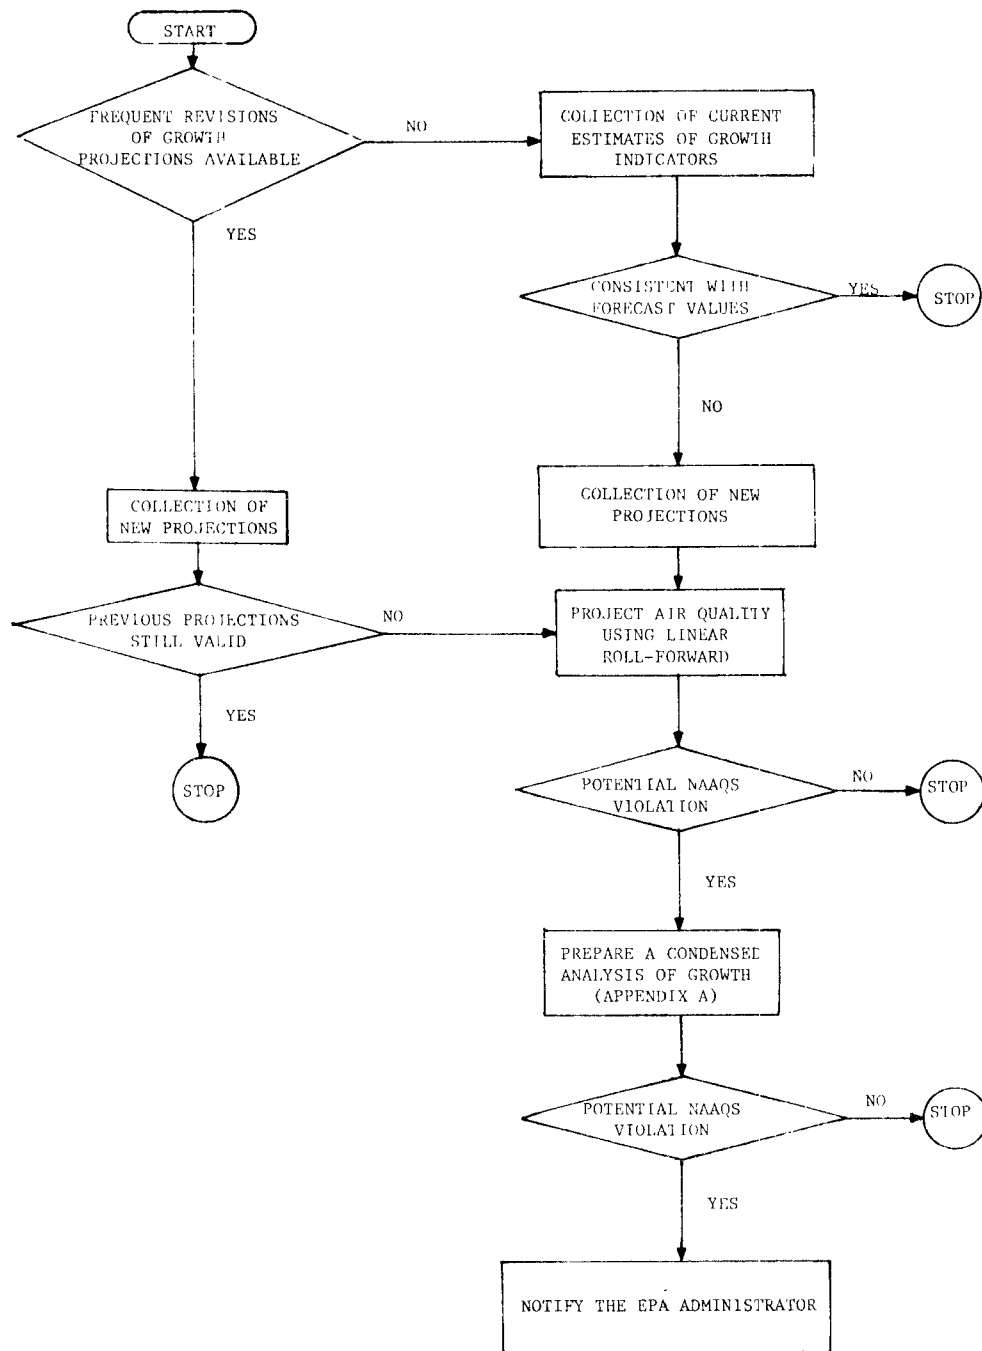 START
FREQUENT REVISIONS
OF GROWTH
PROJECTIONS AVAILABLE
NO
COLLECTION OF CURRENT
ESTIMATES OF GROWTH
INDICATORS
YES
CONSISTENT WITH
FORECAST VALUES
YES
STOP
NO
COLLECTION OF
NEW PROJECTIONS
COLLECTION OF NEW
PROJECTIONS
PREVIOUS PROJECTIONS
STILL VALID
NO
PROJECT AIR QUALITY
USING LINEAR
ROLL-FORWARD
YES
STOP
POTENTIAL NAAQS
VIOLATION
NO
STOP
YES
PREPARE A CONDENSED
ANALYSIS OF GROWTH
(APPENDIX A)
POTENTIAL NAAQS
VIOLATION
NO
STOP
YES
NOTIFY THE EPA ADMINISTRATOR